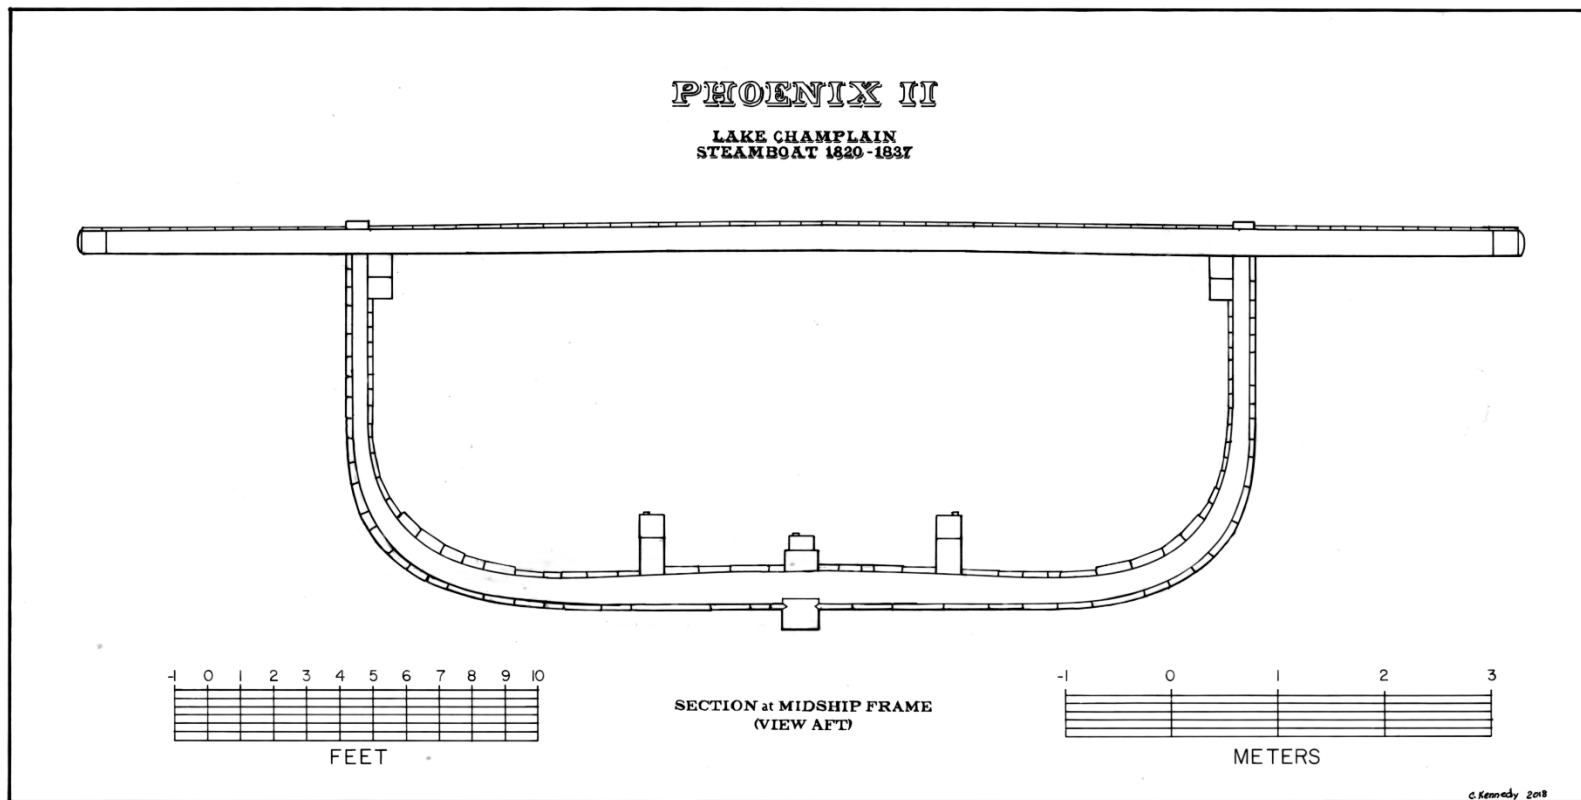 PHOENIX II
LAKE CHAMPLAIN
STEAMBOAT 1820-1837
-1 0 1 2 3 4 5 6 7 8 9 10
FEET
SECTION at MIDSHIP FRAME
(VIEW AFT)
-1 0 1 2 3
METERS
C. Kennedy 2018